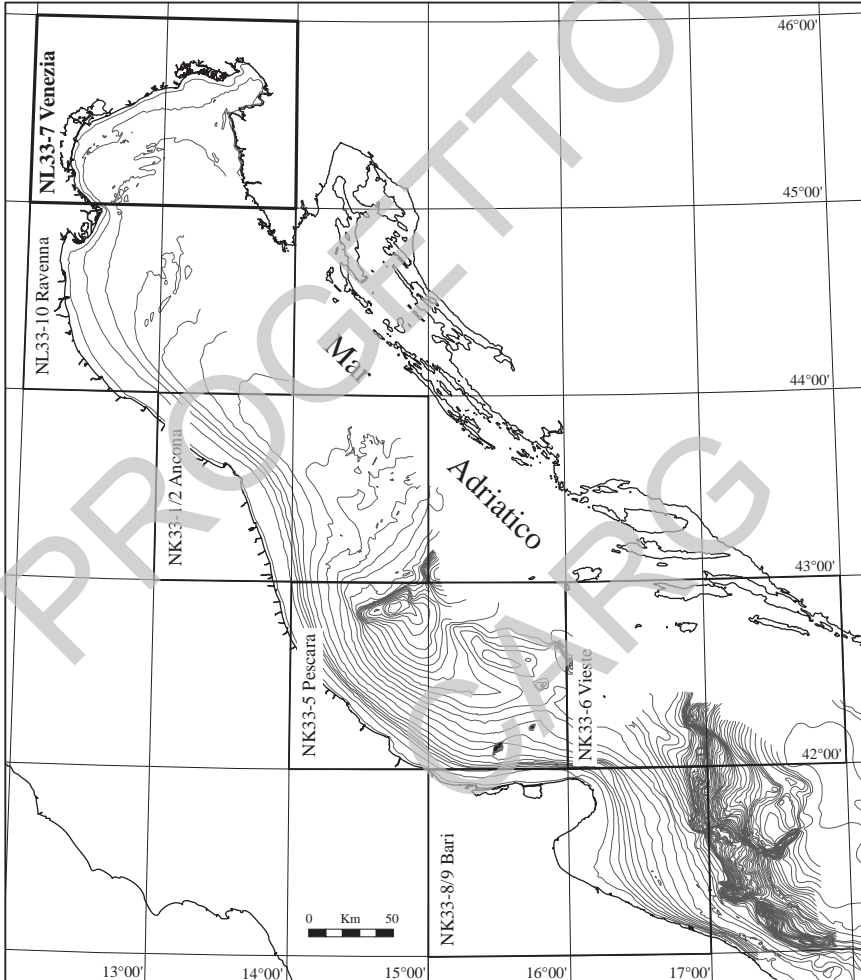 46°00'
NL33-7 Venezia
45°00'
NL33-10 Ravenna
Mar
Adriatico
44°00'
NK33-1/2 Ancona
43°00'
NK33-5 Pescara
NK33-6 Vieste
42°00'
NK33-8/9 Bari
0 Km 50
13°00' 14°00' 15°00' 16°00' 17°00'
PROGETTO
CARG